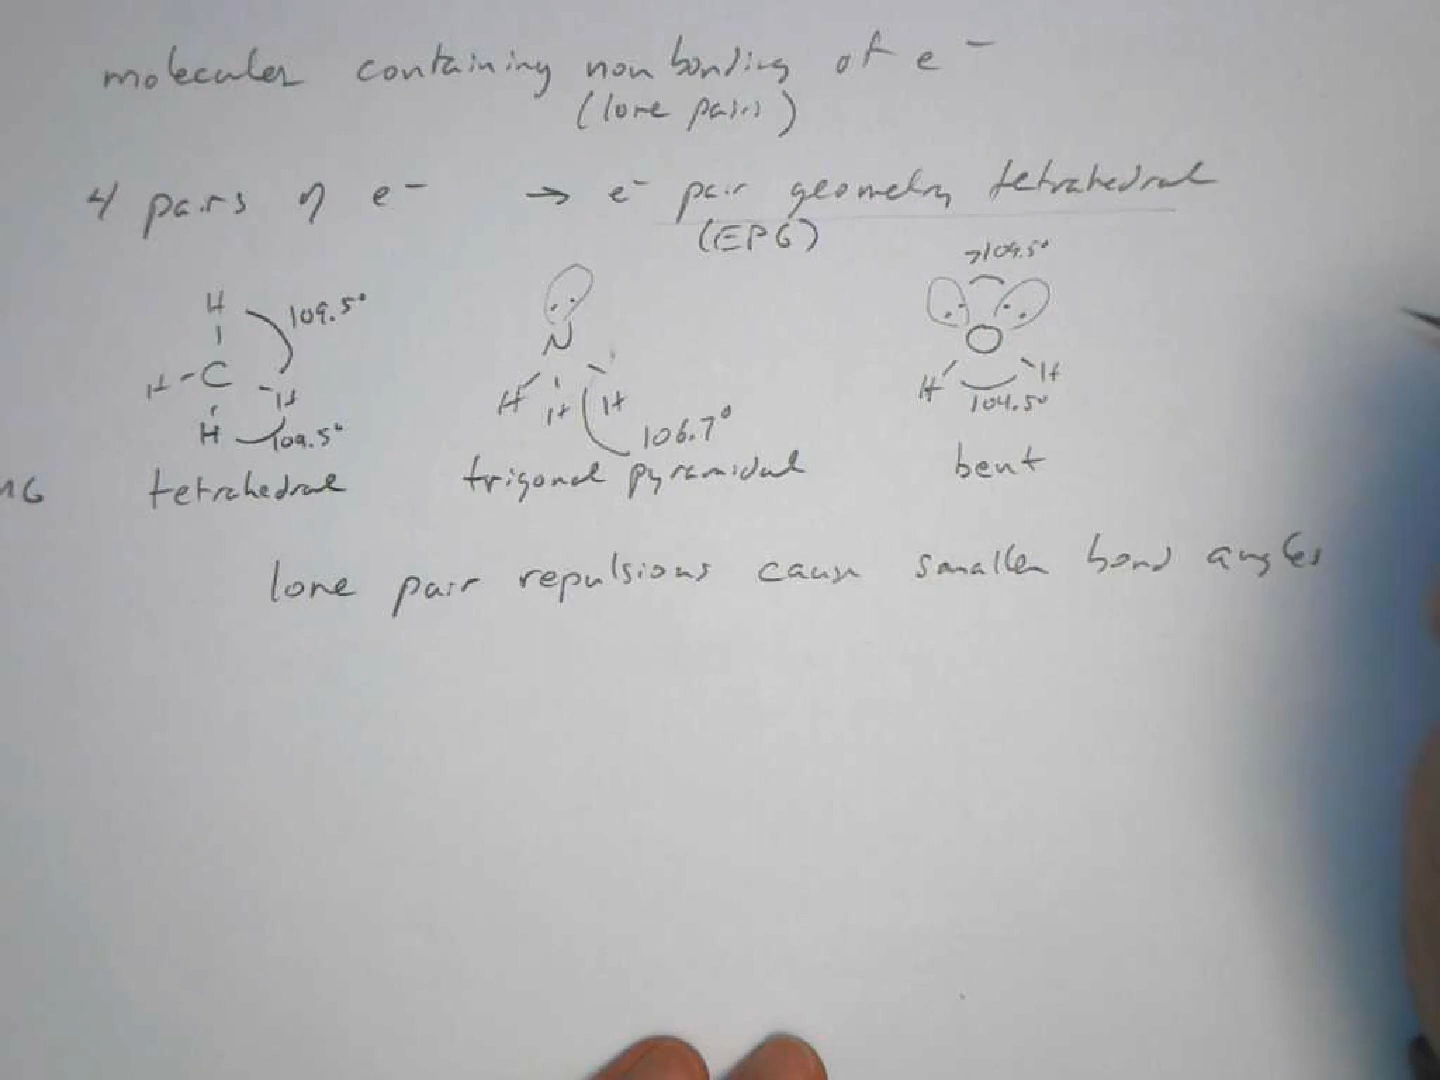 molecules containing nonbonding of e⁻
(lone pairs)
4 pairs of e⁻ → e⁻ pair geometry tetrahedral
(EPG)
H
109.5°
H - C - H
H
109.5°
tetrahedral
N
H H H
106.7°
trigonal pyramidal
>109.5°
O
H H
104.5°
bent
MG
lone pair repulsions cause smaller bond angles